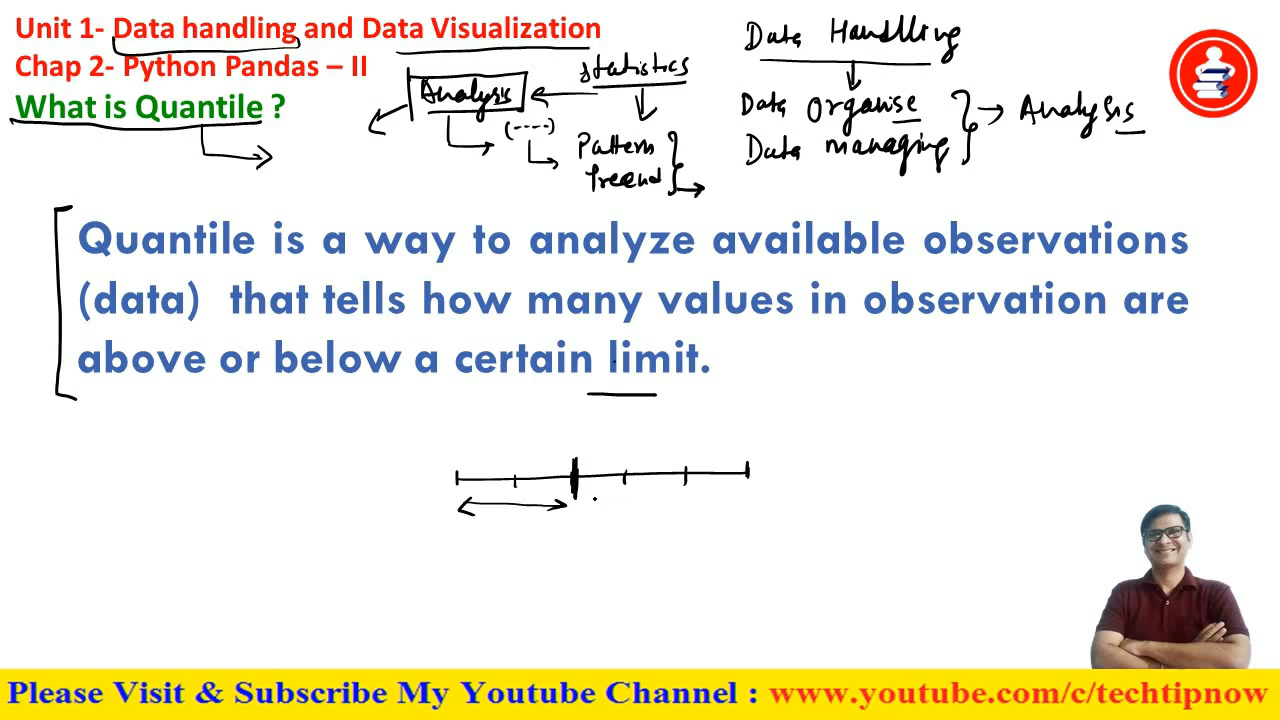 Unit 1- Data handling and Data Visualization
Chap 2- Python Pandas – II
What is Quantile ?
Analysis
statistics
(----)
Pattern
Treend
Data Handlling
Data Organise
Data managing
Analysis
Quantile is a way to analyze available observations
(data) that tells how many values in observation are
above or below a certain limit.
Please Visit & Subscribe My Youtube Channel : www.youtube.com/c/techtipnow